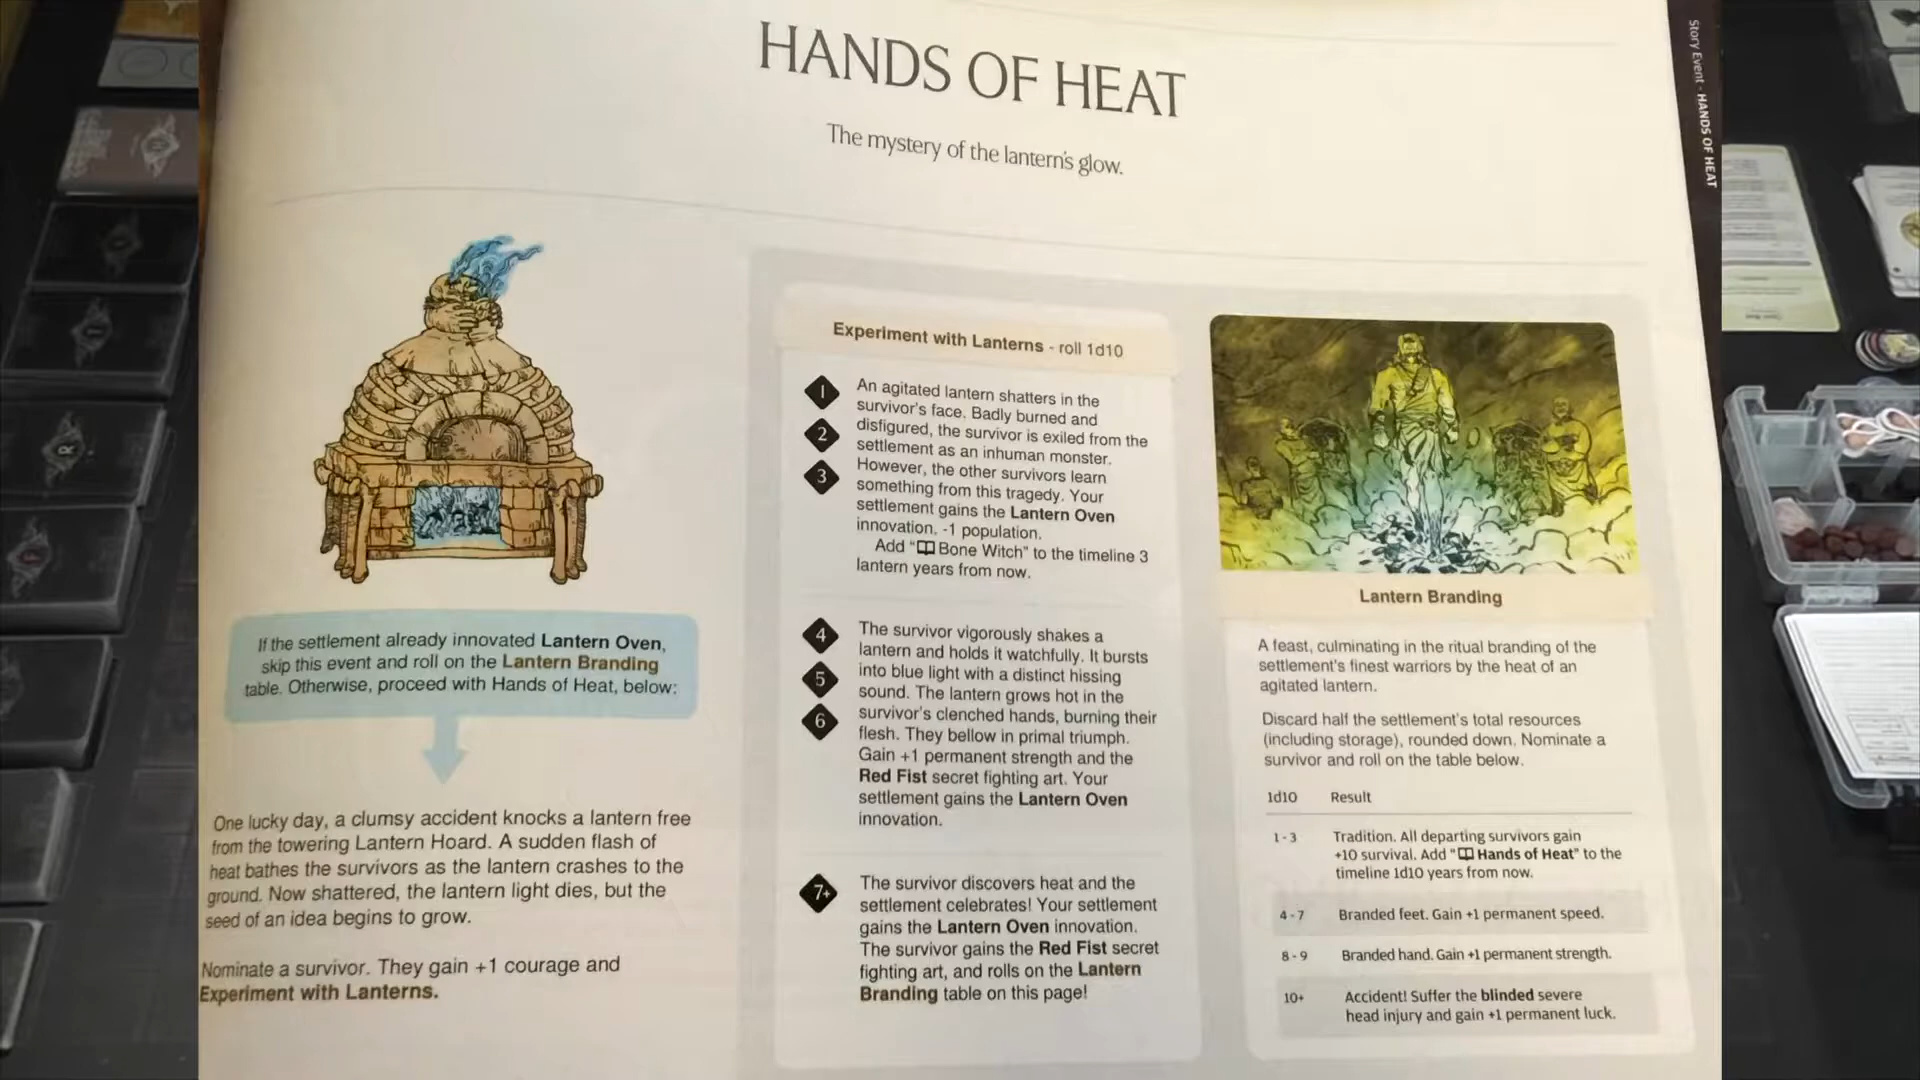 HANDS OF HEAT
The mystery of the lantern's glow.
Story Event - HANDS OF HEAT
If the settlement already innovated Lantern Oven,
skip this event and roll on the Lantern Branding
table. Otherwise, proceed with Hands of Heat, below:
One lucky day, a clumsy accident knocks a lantern free
from the towering Lantern Hoard. A sudden flash of
heat bathes the survivors as the lantern crashes to the
ground. Now shattered, the lantern light dies, but the
seed of an idea begins to grow.
Nominate a survivor. They gain +1 courage and
Experiment with Lanterns.
Experiment with Lanterns - roll 1d10
1
2
3
An agitated lantern shatters in the
survivor's face. Badly burned and
disfigured, the survivor is exiled from the
settlement as an inhuman monster.
However, the other survivors learn
something from this tragedy. Your
settlement gains the Lantern Oven
innovation. -1 population.
Add "Bone Witch" to the timeline 3
lantern years from now.
4
5
6
The survivor vigorously shakes a
lantern and holds it watchfully. It bursts
into blue light with a distinct hissing
sound. The lantern grows hot in the
survivor's clenched hands, burning their
flesh. They bellow in primal triumph.
Gain +1 permanent strength and the
Red Fist secret fighting art. Your
settlement gains the Lantern Oven
innovation.
7+
The survivor discovers heat and the
settlement celebrates! Your settlement
gains the Lantern Oven innovation.
The survivor gains the Red Fist secret
fighting art, and rolls on the Lantern
Branding table on this page!
Lantern Branding
A feast, culminating in the ritual branding of the
settlement's finest warriors by the heat of an
agitated lantern.
Discard half the settlement's total resources
(including storage), rounded down. Nominate a
survivor and roll on the table below.
1d10 Result
1 - 3 Tradition. All departing survivors gain
+10 survival. Add "Hands of Heat" to the
timeline 1d10 years from now.
4 - 7 Branded feet. Gain +1 permanent speed.
8 - 9 Branded hand. Gain +1 permanent strength.
10+ Accident! Suffer the blinded severe
head injury and gain +1 permanent luck.